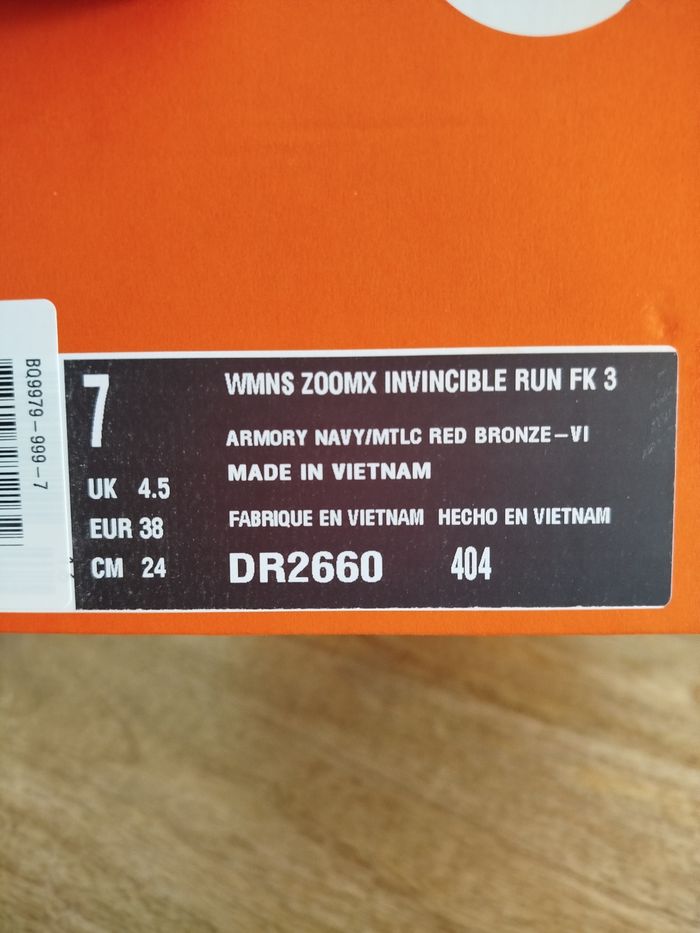 BQ9979-999-7
7
UK 4.5
EUR 38
CM 24
WMNS ZOOMX INVINCIBLE RUN FK 3
ARMORY NAVY/MTLC RED BRONZE-VI
MADE IN VIETNAM
FABRIQUE EN VIETNAM HECHO EN VIETNAM
DR2660 404